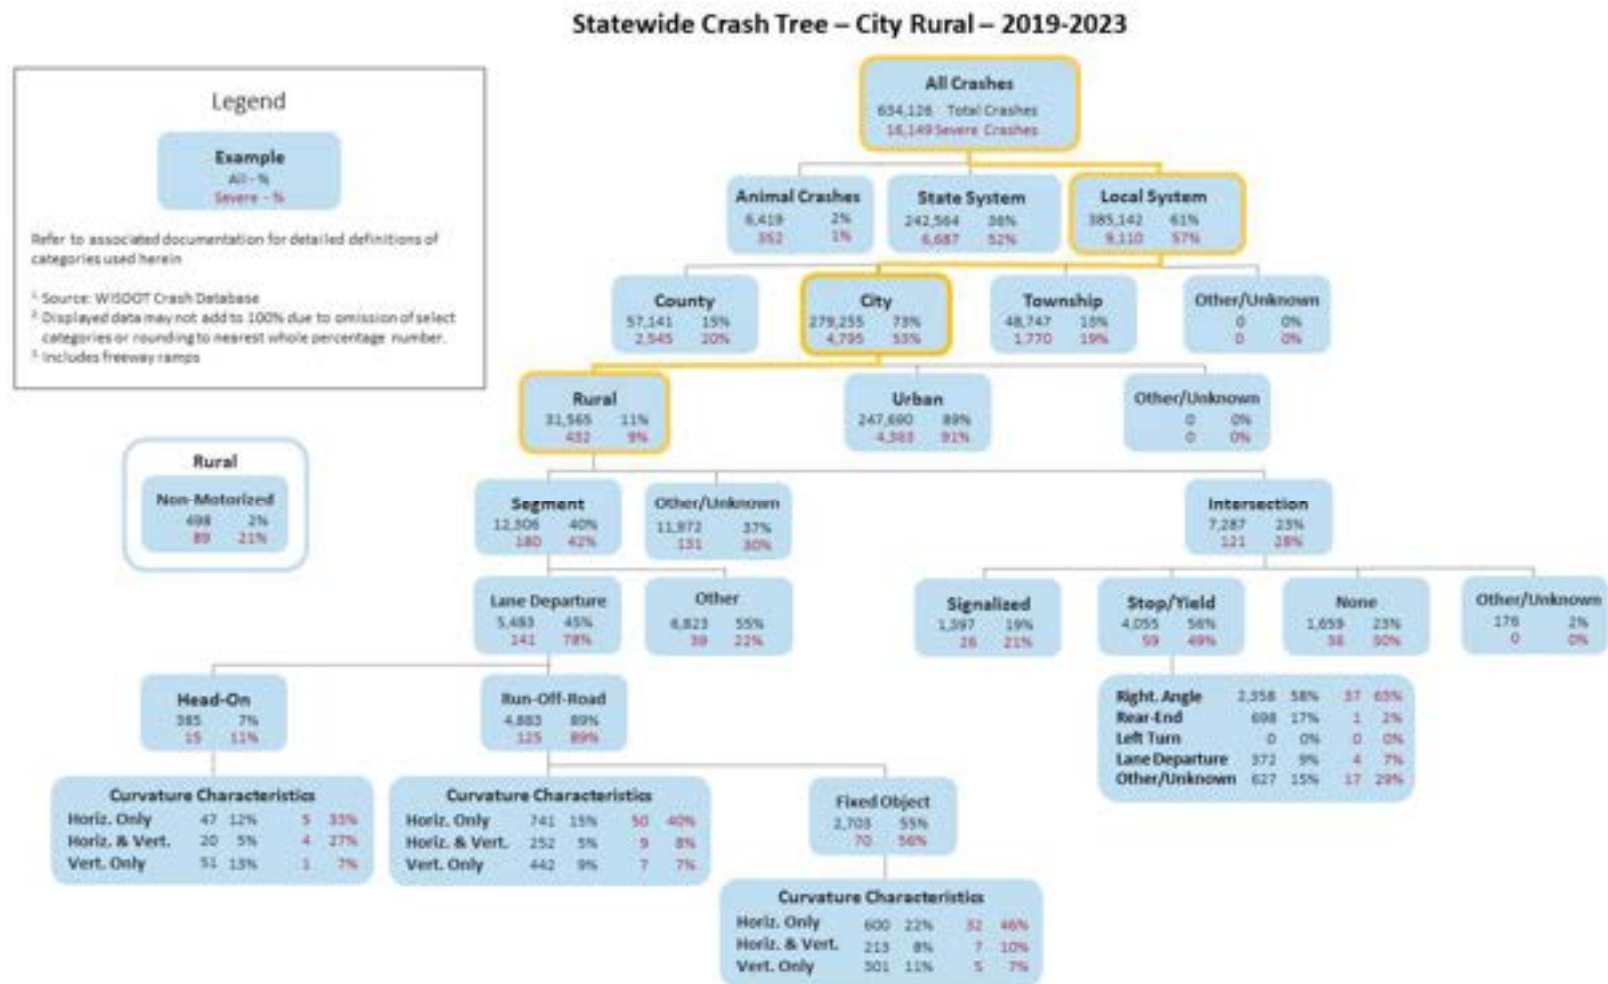 Statewide Crash Tree – City Rural – 2019-2023
Legend
Example
All - %
Severe - %
Refer to associated documentation for detailed definitions of
categories used herein
1. Source: WISDOT Crash Database
2. Displayed data may not add to 100% due to omission of select
categories or rounding to nearest whole percentage number.
3. Includes freeway ramps
All Crashes
634,126 Total Crashes
16,149 Severe Crashes
Animal Crashes
6,419 2%
352 1%
State System
242,564 36%
6,687 52%
Local System
385,142 61%
9,110 57%
County
57,141 15%
2,545 20%
City
279,255 73%
4,795 53%
Township
48,747 13%
1,770 19%
Other/Unknown
0 0%
0 0%
Rural
31,565 11%
432 9%
Urban
247,690 89%
4,363 91%
Other/Unknown
0 0%
0 0%
Rural
Non-Motorized
498 2%
89 21%
Segment
12,306 40%
180 42%
Other/Unknown
11,972 37%
131 30%
Intersection
7,287 23%
121 28%
Lane Departure
5,483 45%
141 78%
Other
6,823 55%
39 22%
Signalized
1,397 19%
26 21%
Stop/Yield
4,055 56%
59 49%
None
1,659 23%
36 30%
Other/Unknown
176 2%
0 0%
Head-On
385 7%
15 11%
Run-Off-Road
4,883 89%
125 89%
Right. Angle 2,358 58% 37 63%
Rear-End 698 17% 1 2%
Left Turn 0 0% 0 0%
Lane Departure 372 9% 4 7%
Other/Unknown 627 15% 17 29%
Curvature Characteristics
Horiz. Only 47 12% 5 33%
Horiz. & Vert. 20 5% 4 27%
Vert. Only 51 13% 1 7%
Curvature Characteristics
Horiz. Only 741 15% 50 40%
Horiz. & Vert. 252 5% 9 8%
Vert. Only 442 9% 7 7%
Fixed Object
2,703 55%
70 56%
Curvature Characteristics
Horiz. Only 600 22% 32 46%
Horiz. & Vert. 213 8% 7 10%
Vert. Only 301 11% 5 7%